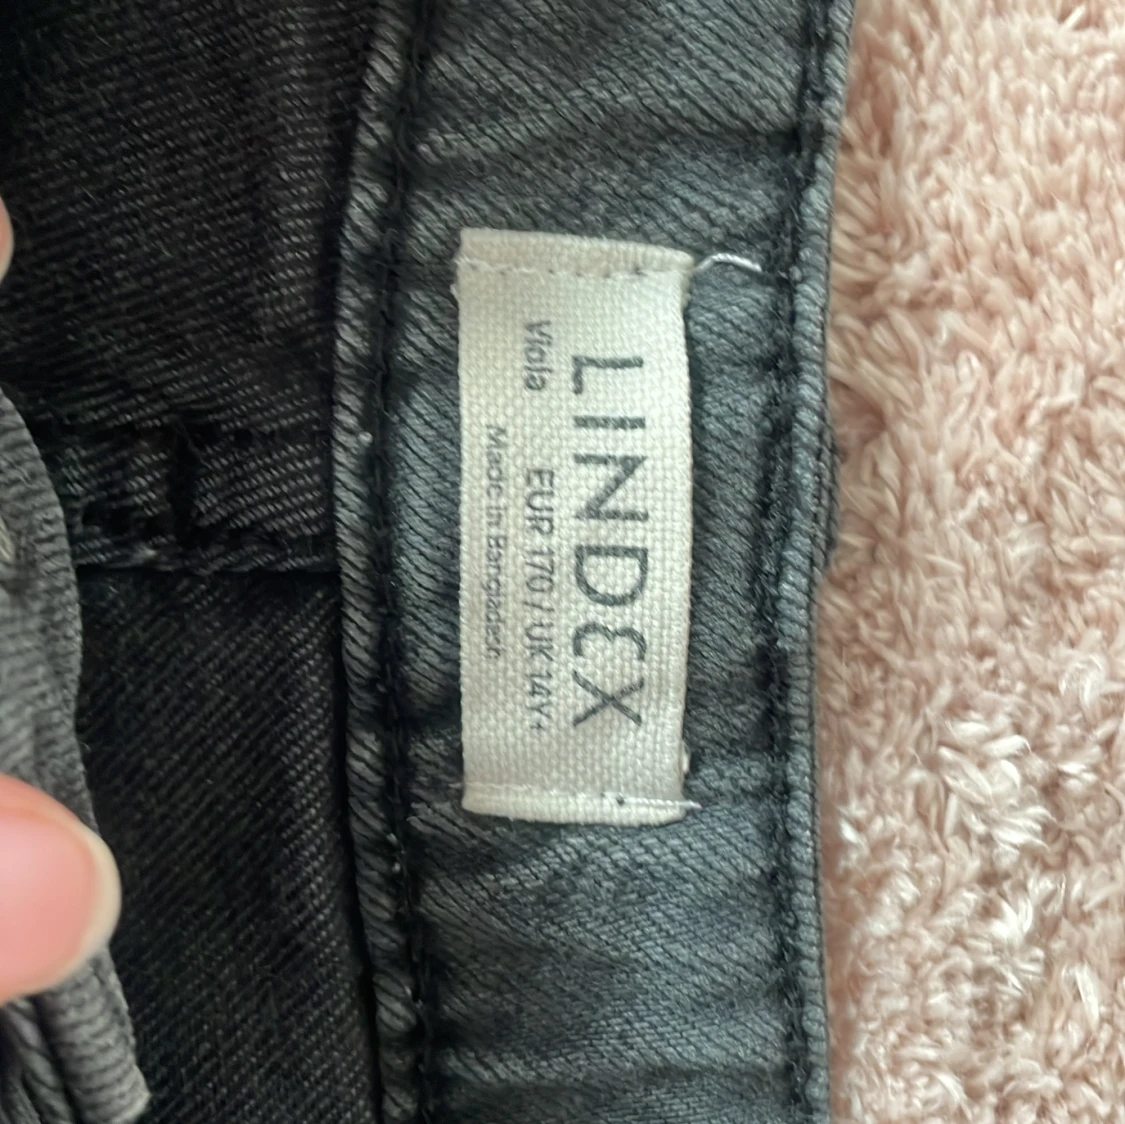 LINDEX
Viola EUR 170 / UK 14Y+
Made in Bangladesh